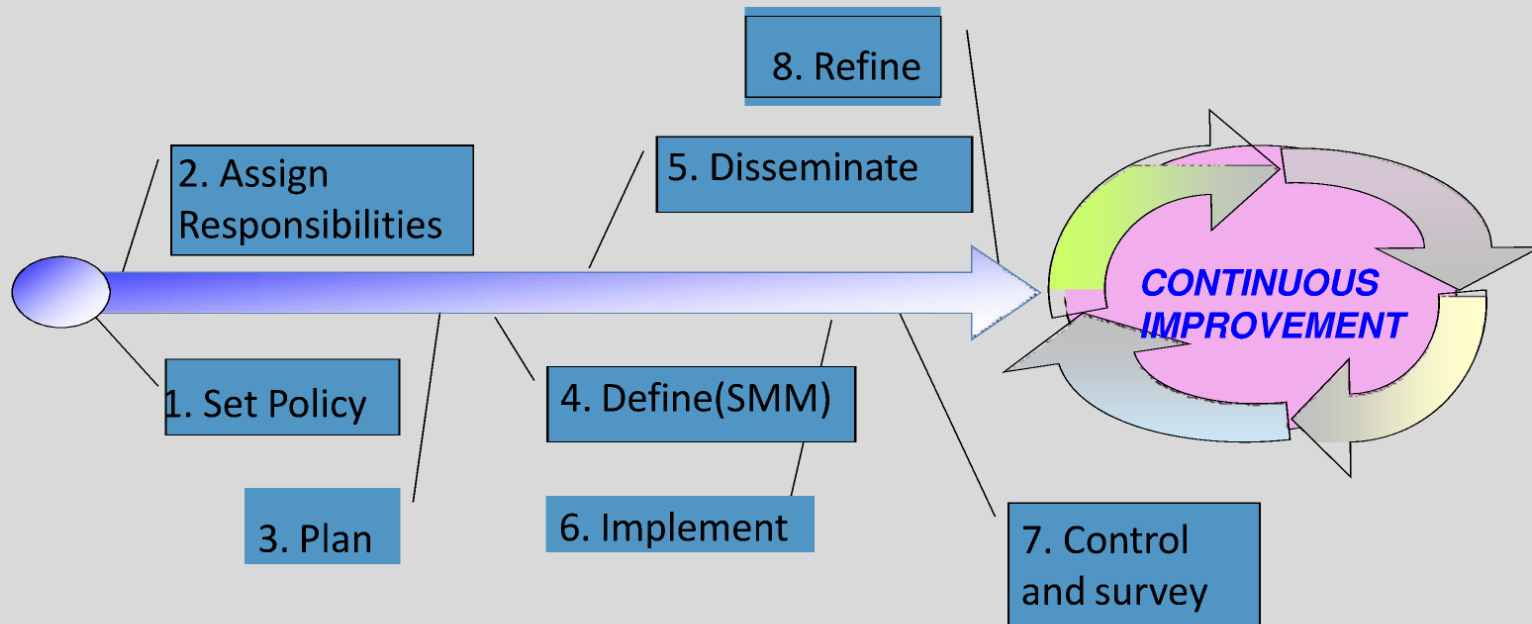 1. Set Policy
2. Assign
Responsibilities
3. Plan
4. Define(SMM)
5. Disseminate
6. Implement
7. Control
and survey
8. Refine
CONTINUOUS
IMPROVEMENT